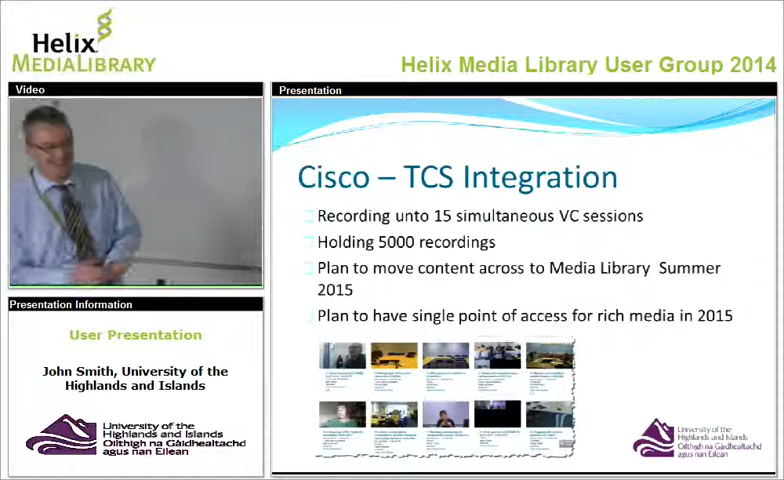 Helix
MEDIALIBRARY
Helix Media Library User Group 2014
Video
Presentation
Cisco – TCS Integration
Recording unto 15 simultaneous VC sessions
Holding 5000 recordings
Plan to move content across to Media Library Summer
2015
Plan to have single point of access for rich media in 2015
Presentation Information
User Presentation
John Smith, University of the
Highlands and Islands
University of the
Highlands and Islands
Oilthigh na Gàidhealtachd
agus nan Eilean
University of the
Highlands and Islands
Oilthigh na Gàidhealtachd
agus nan Eilean